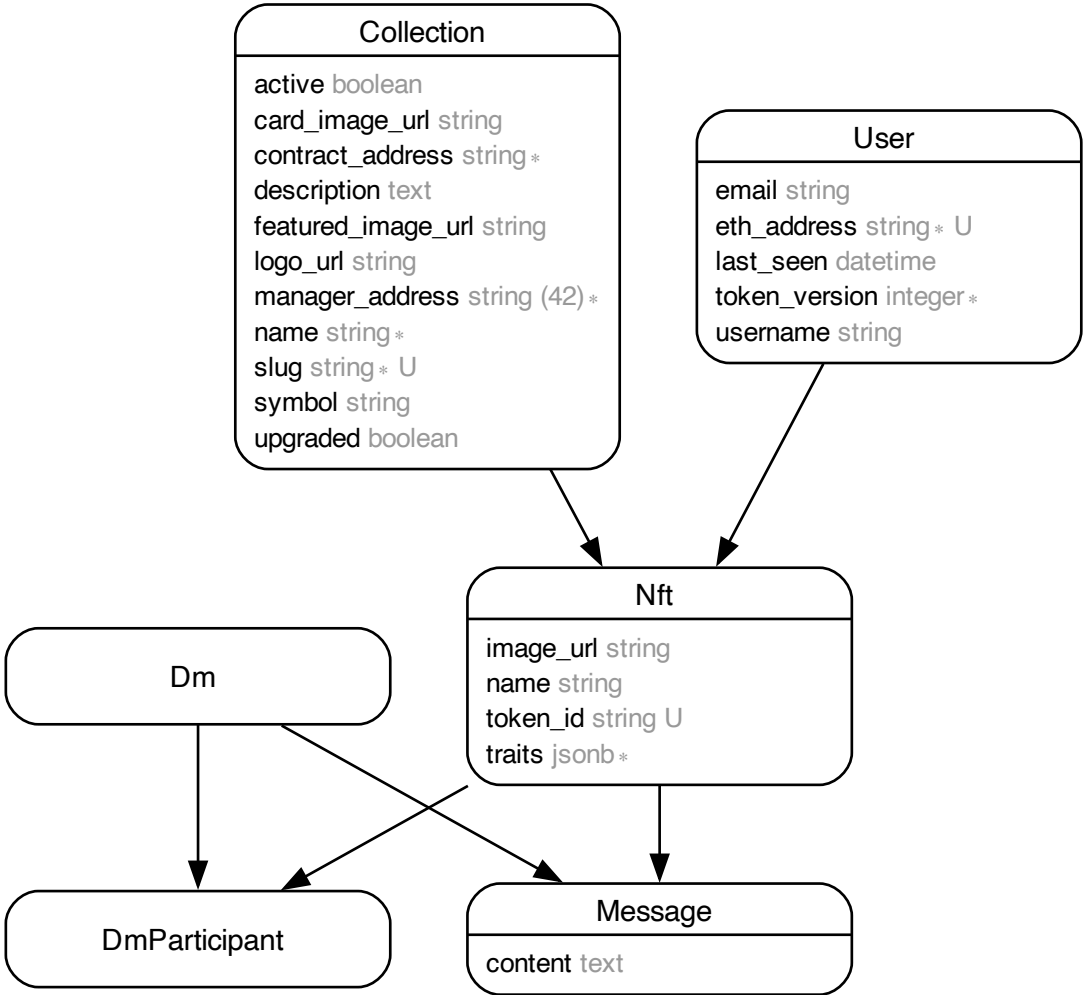 Collection
active boolean
card_image_url string
contract_address string *
description text
featured_image_url string
logo_url string
manager_address string (42) *
name string *
slug string * U
symbol string
upgraded boolean
User
email string
eth_address string * U
last_seen datetime
token_version integer *
username string
Nft
image_url string
name string
token_id string U
traits jsonb *
Dm
DmParticipant
Message
content text